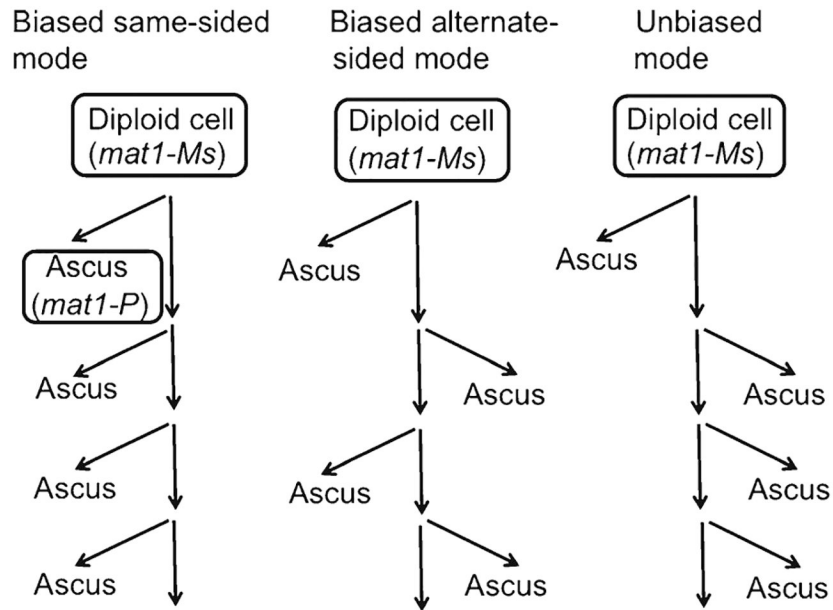 Biased same-sided
mode
Diploid cell
(mat1-Ms)
Ascus
(mat1-P)
Ascus
Ascus
Ascus
Biased alternate-
sided mode
Diploid cell
(mat1-Ms)
Ascus
Ascus
Ascus
Ascus
Unbiased
mode
Diploid cell
(mat1-Ms)
Ascus
Ascus
Ascus
Ascus